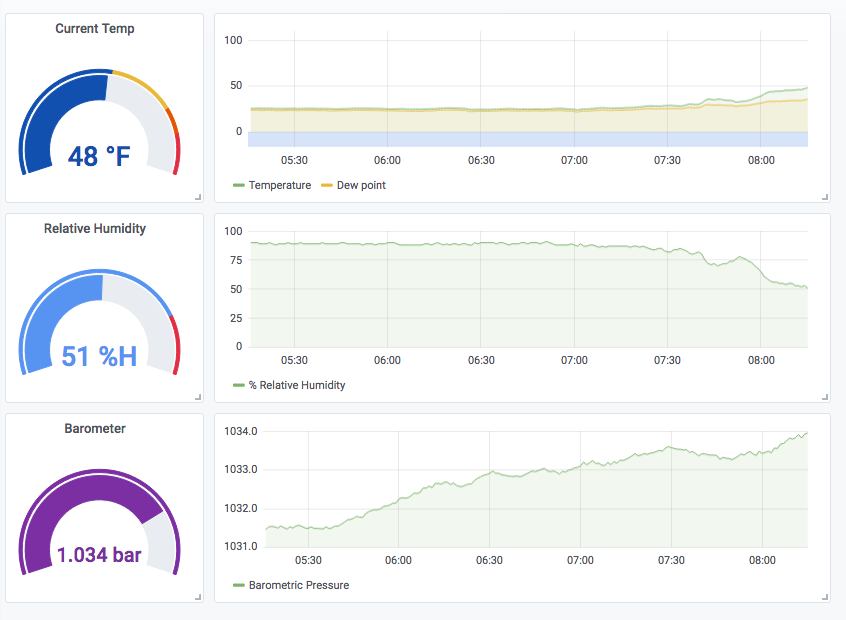 Current Temp
48 °F
100
50
0
05:30 06:00 06:30 07:00 07:30 08:00
Temperature Dew point
Relative Humidity
51 %H
100
75
50
25
0
05:30 06:00 06:30 07:00 07:30 08:00
% Relative Humidity
Barometer
1.034 bar
1034.0
1033.0
1032.0
1031.0
05:30 06:00 06:30 07:00 07:30 08:00
Barometric Pressure